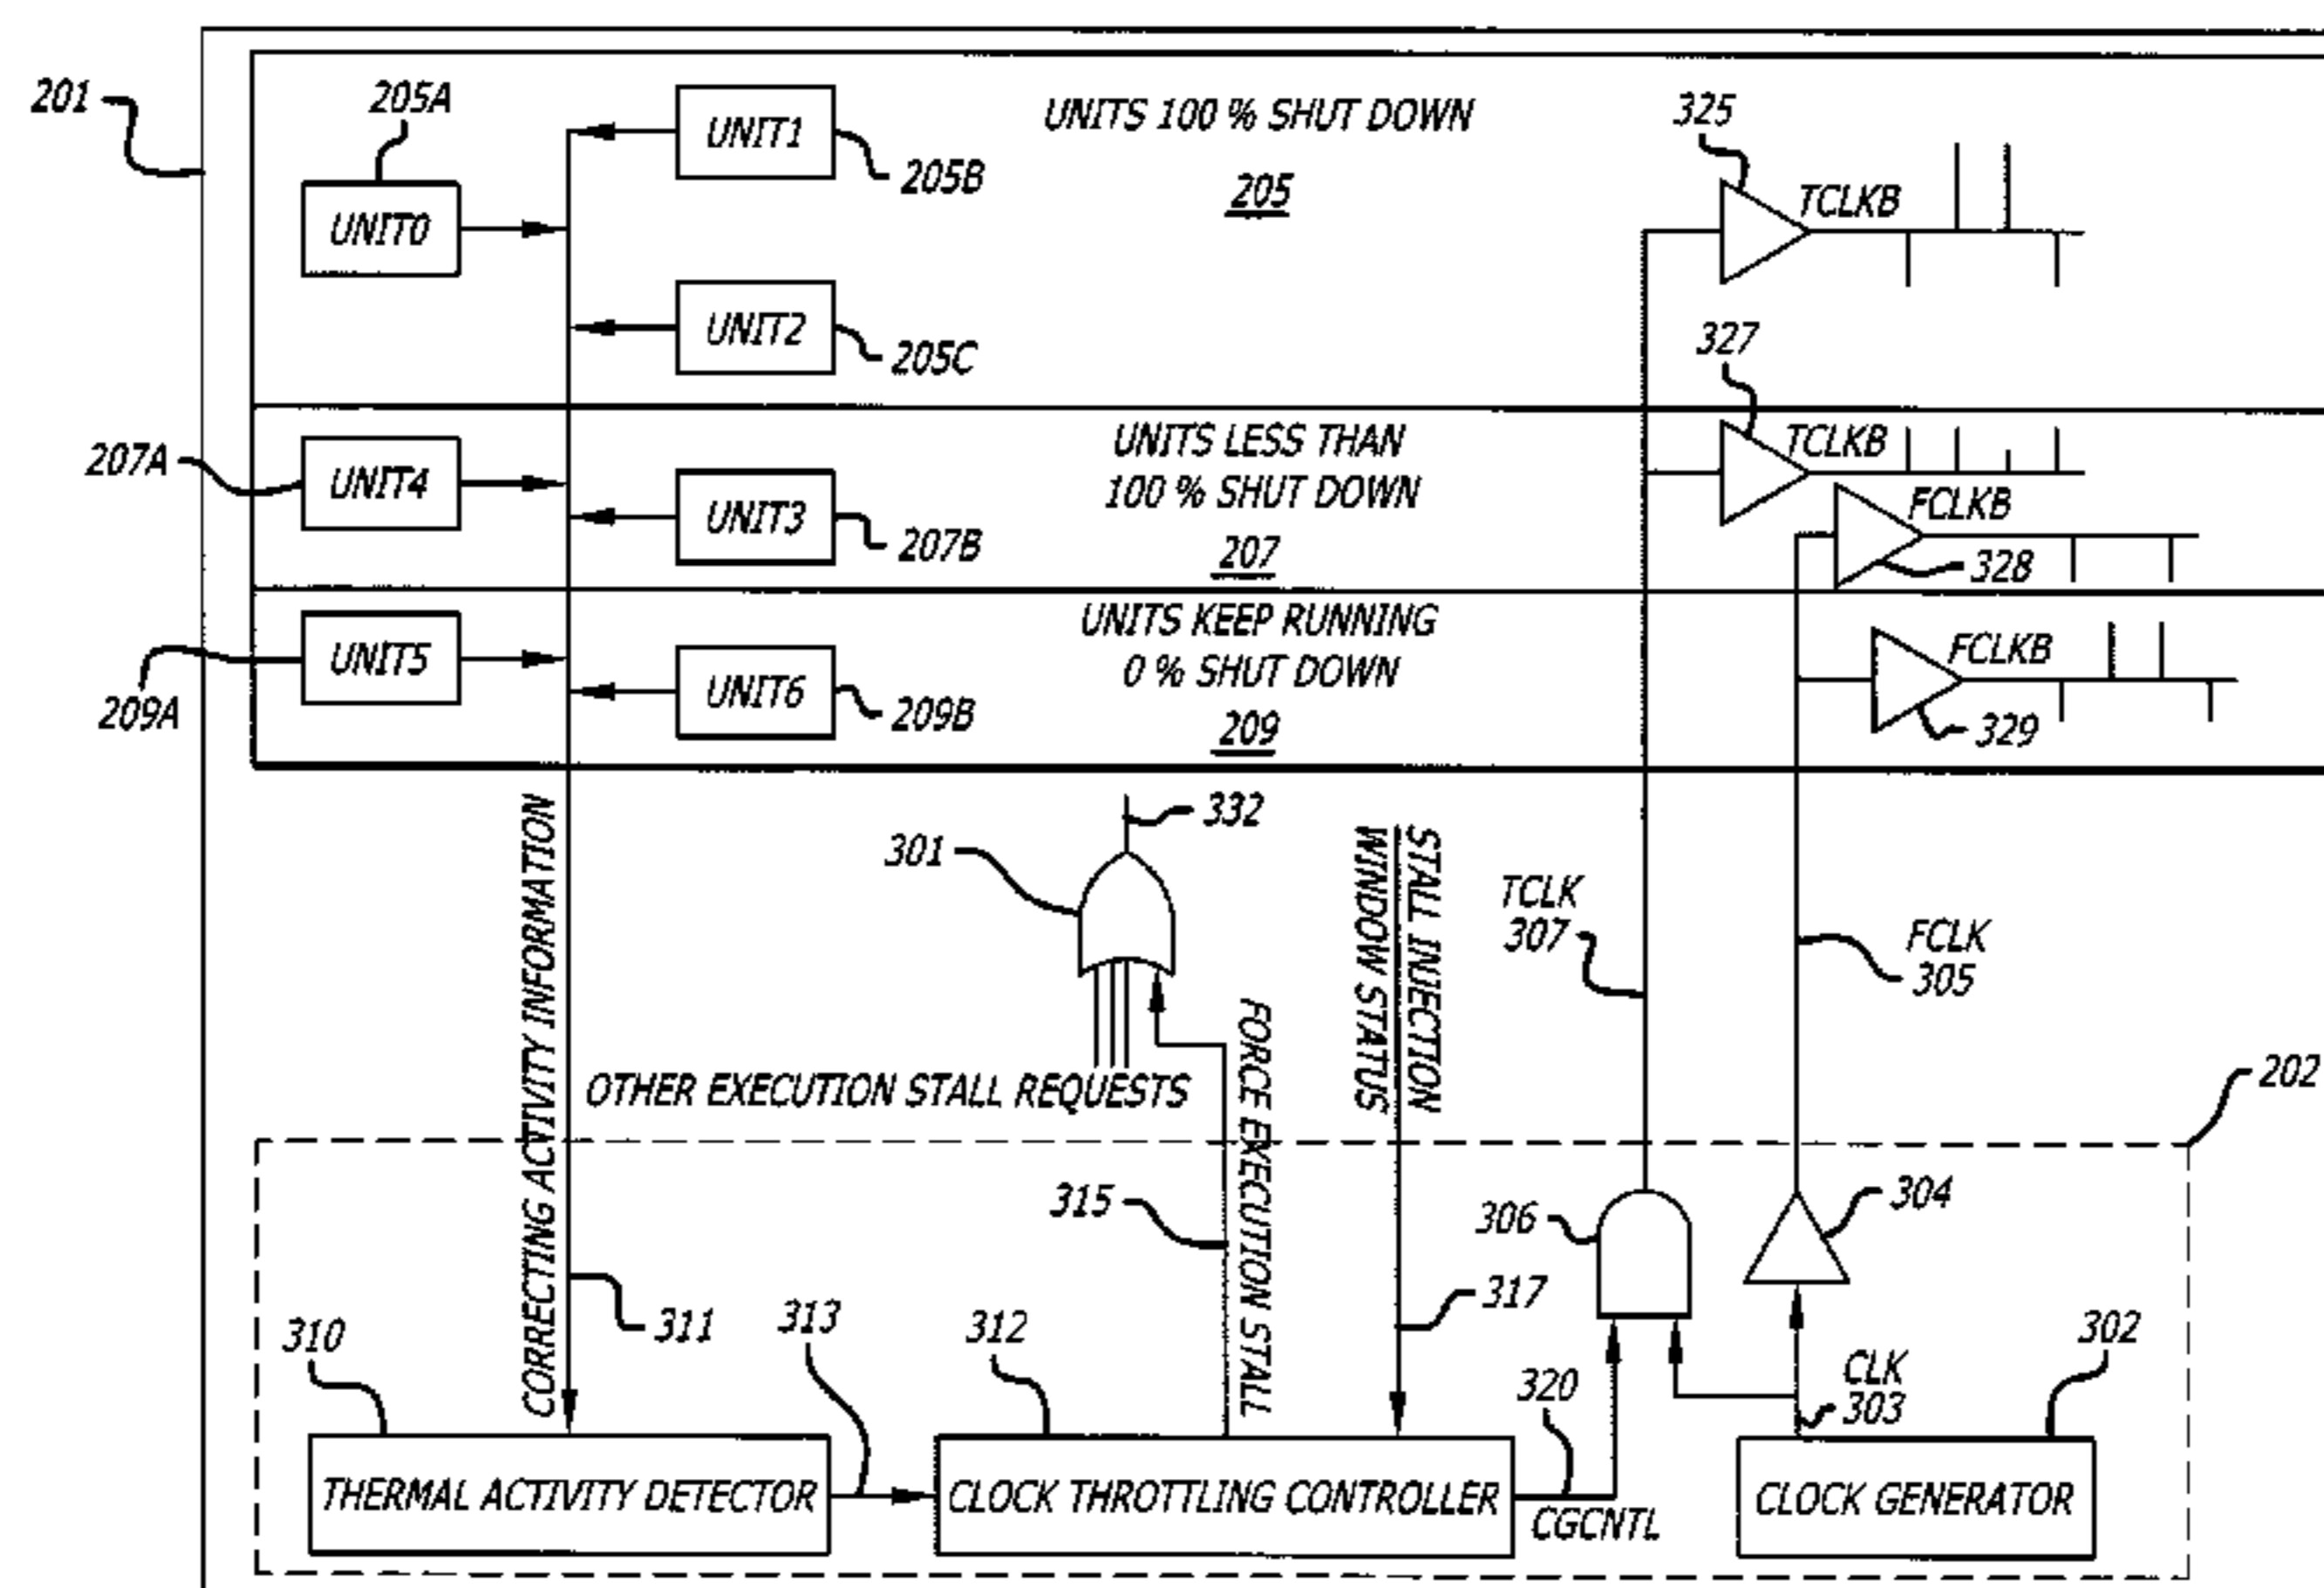 201
205A
UNIT0
UNIT1
205B
UNIT2
205C
UNITS 100 % SHUT DOWN
205
325
TCLKB
327
207A
UNIT4
UNIT3
207B
UNITS LESS THAN
100 % SHUT DOWN
207
TCLKB
FCLKB
328
209A
UNIT5
UNIT6
209B
UNITS KEEP RUNNING
0 % SHUT DOWN
209
FCLKB
329
CORRECTING ACTIVITY INFORMATION
332
301
OTHER EXECUTION STALL REQUESTS
FORCE EXECUTION STALL
STALL INJECTION
WINDOW STATUS
TCLK
307
FCLK
305
202
315
306
304
317
310
311
313
312
320
CLK
303
302
THERMAL ACTIVITY DETECTOR
CLOCK THROTTLING CONTROLLER
CGCNTL
CLOCK GENERATOR